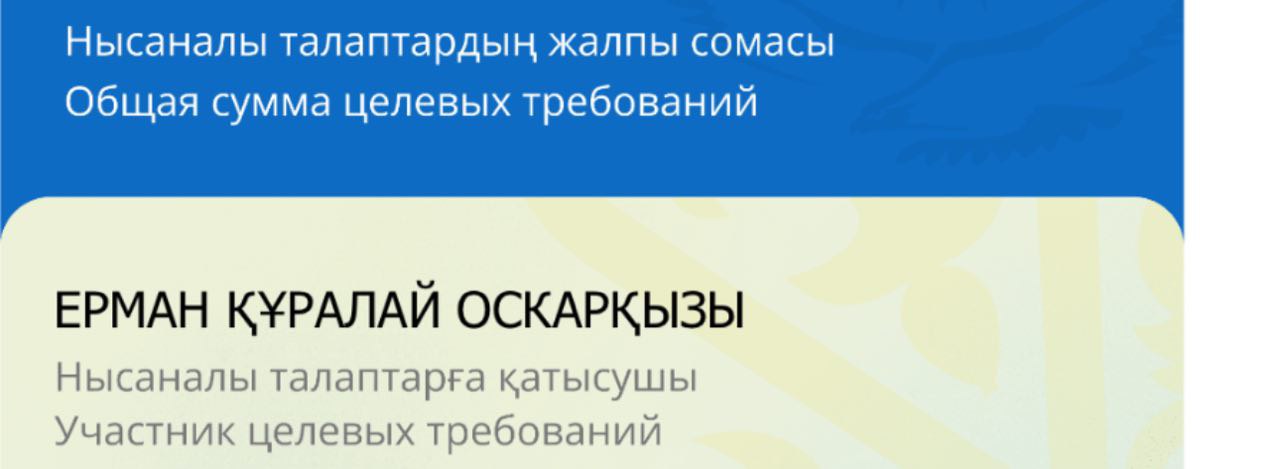 Нысаналы талаптардың жалпы сомасы
Общая сумма целевых требований
ЕРМАН ҚҰРАЛАЙ ОСКАРҚЫЗЫ
Нысаналы талаптарға қатысушы
Участник целевых требований